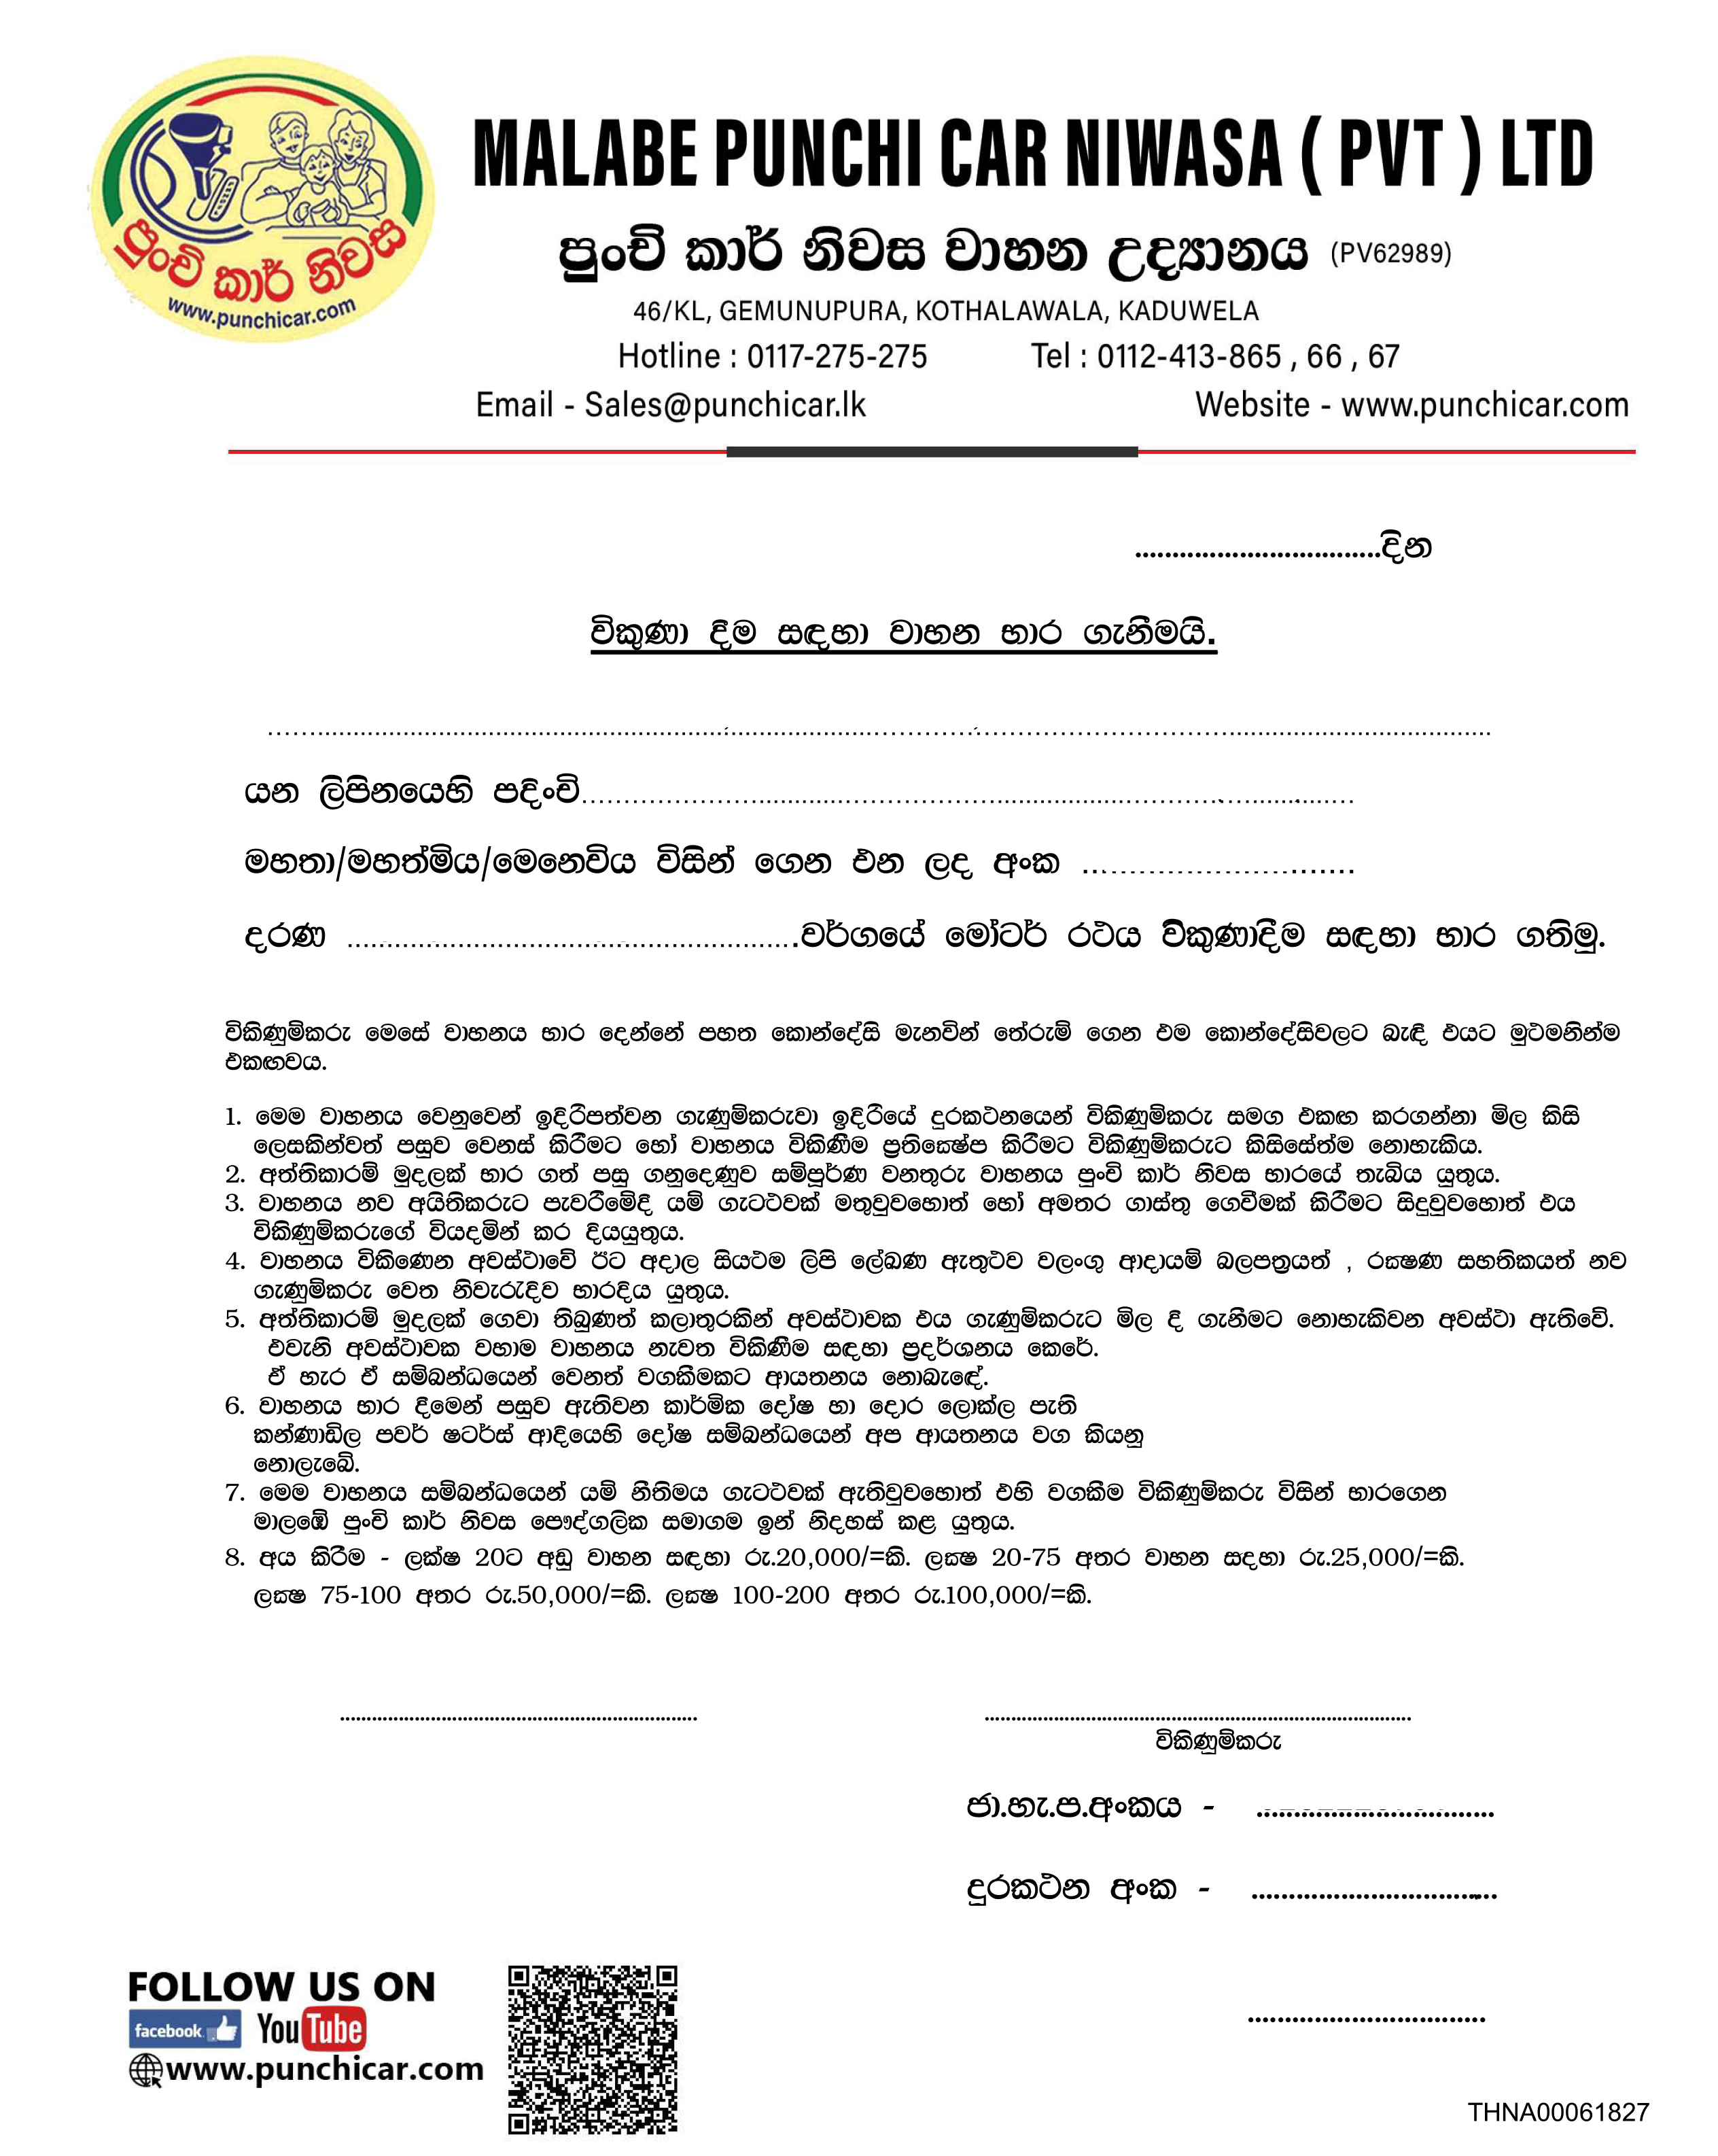 පුංචි කාර් නිවස
www.punchicar.com
MALABE PUNCHI CAR NIWASA ( PVT ) LTD
පුංචි කාර් නිවස වාහන උද්‍යානය (PV62989)
46/KL, GEMUNUPURA, KOTHALAWALA, KADUWELA
Hotline : 0117-275-275 Tel : 0112-413-865 , 66 , 67
Email - Sales@punchicar.lk Website - www.punchicar.com
..................................දින
විකුණා දීම සඳහා වාහන භාර ගැනීමයි.
යන ලිපිනයෙහි පදිංචි..................................................
මහතා/මහත්මිය/මෙනෙවිය විසින් ගෙන එන ලද අංක ..............................
දරණ ..................................................වර්ගයේ මෝටර් රථය විකුණාදීම සඳහා භාර ගතිමු.
විකිණුම්කරු මෙසේ වාහනය භාර දෙන්නේ පහත කොන්දේසි මැනවින් තේරුම් ගෙන එම කොන්දේසිවලට බැඳී එයට මුළුමනින්ම
එකඟවය.
1. මෙම වාහනය වෙනුවෙන් ඉදිරිපත්වන ගැණුම්කරුවා ඉදිරියේ දුරකථනයෙන් විකිණුම්කරු සමග එකඟ කරගන්නා මිල කිසි
ලෙසකින්වත් පසුව වෙනස් කිරීමට හෝ වාහනය විකිණීම ප්‍රතික්ෂේප කිරීමට විකිණුම්කරුට කිසිසේත්ම නොහැකිය.
2. අත්තිකාරම් මුදලක් භාර ගත් පසු ගනුදෙණුව සම්පූර්ණ වනතුරු වාහනය පුංචි කාර් නිවස භාරයේ තැබිය යුතුය.
3. වාහනය නව අයිතිකරුට පැවරීමේදී යම් ගැටළුවක් මතුවුවහොත් හෝ අමතර ගාස්තු ගෙවීමක් කිරීමට සිදුවුවහොත් එය
විකිණුම්කරුගේ වියදමින් කර දියයුතුය.
4. වාහනය විකිණෙන අවස්ථාවේ ඊට අදාල සියළුම ලිපි ලේඛණ ඇතුළුව වලංගු ආදායම් බලපත්‍රයත් , රක්ෂණ සහතිකයත් නව
ගැණුම්කරු වෙත නිවැරැදිව භාරදිය යුතුය.
5. අත්තිකාරම් මුදලක් ගෙවා තිබුණත් කලාතුරකින් අවස්ථාවක එය ගැණුම්කරුට මිල දී ගැනීමට නොහැකිවන අවස්ථා ඇතිවේ.
එවැනි අවස්ථාවක වහාම වාහනය නැවත විකිණීම සඳහා ප්‍රදර්ශනය කෙරේ.
ඒ හැර ඒ සම්බන්ධයෙන් වෙනත් වගකීමකට ආයතනය නොබැඳේ.
6. වාහනය භාර දීමෙන් පසුව ඇතිවන කාර්මික දෝෂ හා දොර ලොක්ල පැති
කන්ණාඩිල පවර් ෂටර්ස් ආදියෙහි දෝෂ සම්බන්ධයෙන් අප ආයතනය වග කියනු
නොලැබේ.
7. මෙම වාහනය සම්බන්ධයෙන් යම් නීතිමය ගැටළුවක් ඇතිවුවහොත් එහි වගකීම විකිණුම්කරු විසින් භාරගෙන
මාලඹේ පුංචි කාර් නිවස පෞද්ගලික සමාගම ඉන් නිදහස් කළ යුතුය.
8. අය කිරීම - ලක්ෂ 20ට අඩු වාහන සඳහා රු.20,000/=කි. ලක්ෂ 20-75 අතර වාහන සඳහා රු.25,000/=කි.
ලක්ෂ 75-100 අතර රු.50,000/=කි. ලක්ෂ 100-200 අතර රු.100,000/=කි.
විකිණුම්කරු
ජා.හැ.ප.අංකය - ................................
දුරකථන අංක - ................................
FOLLOW US ON
facebook YouTube
www.punchicar.com
THNA00061827